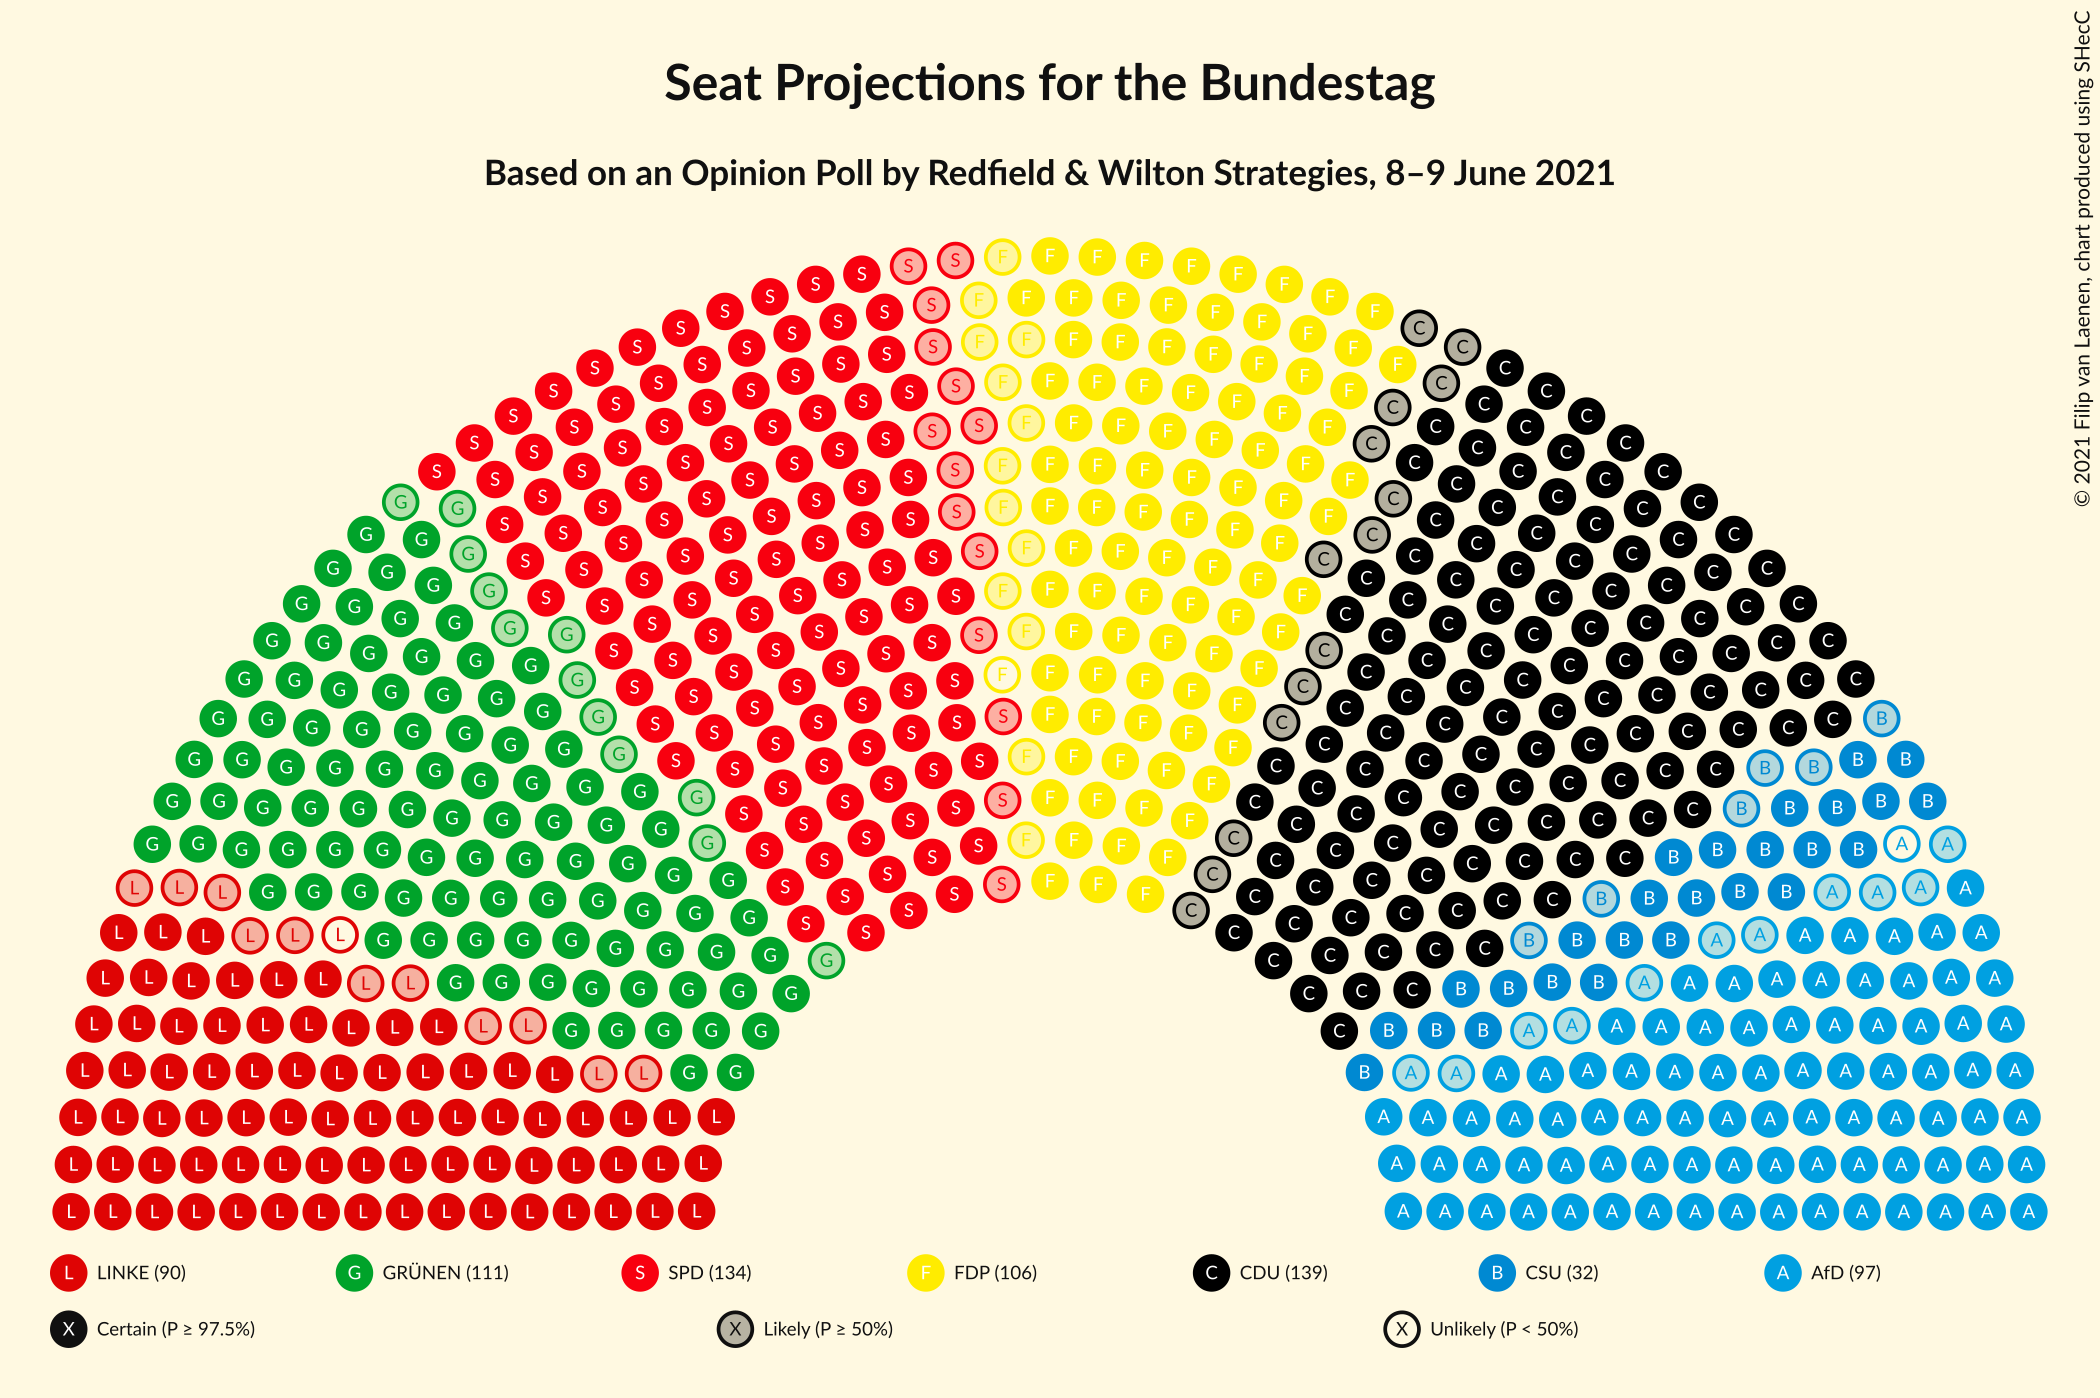 Seat Projections for the Bundestag
Based on an Opinion Poll by Redfield & Wilton Strategies, 8–9 June 2021
© 2021 Filip van Laenen, chart produced using SHecC
L LINKE (90)
G GRÜNEN (111)
S SPD (134)
F FDP (106)
C CDU (139)
B CSU (32)
A AfD (97)
X Certain (P ≥ 97.5%)
X Likely (P ≥ 50%)
X Unlikely (P < 50%)